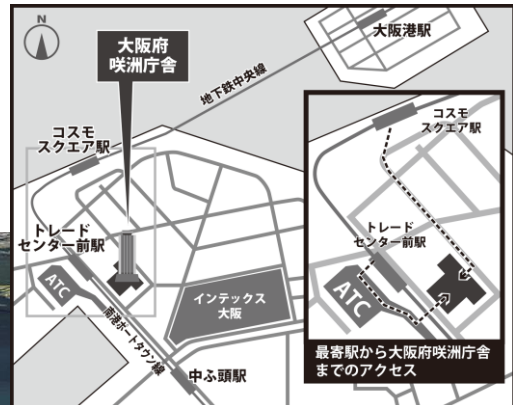 N
大阪府
咲洲庁舎
大阪港駅
地下鉄中央線
コスモ
スクエア駅
トレード
センター前駅
ATC
南港ポートタウン線
インテックス
大阪
中ふ頭駅
コスモ
スクエア駅
トレード
センター前駅
ATC
最寄駅から大阪府咲洲庁舎
までのアクセス